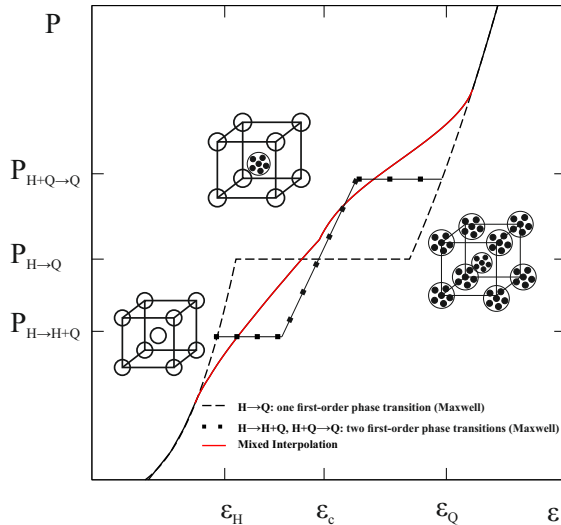 P
P_{H+Q→Q}
P_{H→Q}
P_{H→H+Q}
H→Q: one first-order phase transition (Maxwell)
H→H+Q, H+Q→Q: two first-order phase transitions (Maxwell)
Mixed Interpolation
ε_H ε_c ε_Q ε